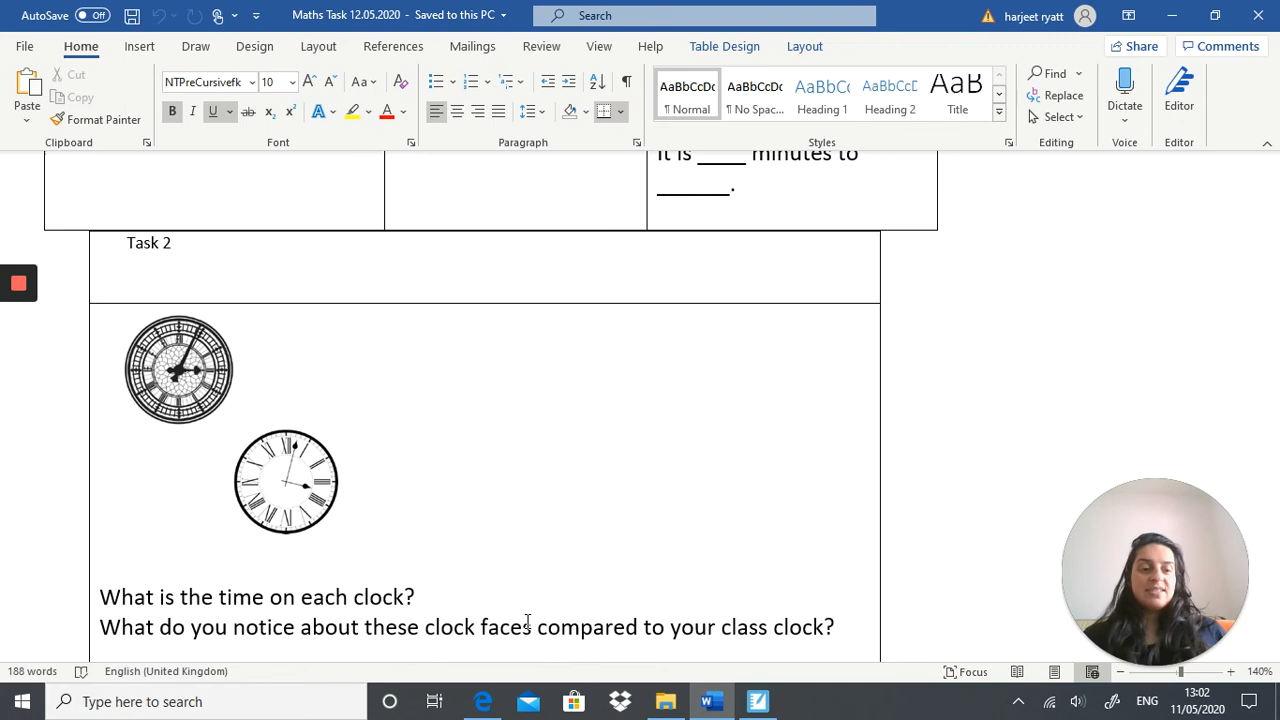 AutoSave Off Maths Task 12.05.2020 - Saved to this PC Search harjeet ryatt
File Home Insert Draw Design Layout References Mailings Review View Help Table Design Layout Share Comments
Paste Cut Copy Format Painter
NTPreCursivefk 10
AaBbCcDc AaBbCcDc AaBbCc AaBbCcD AaB
Normal No Spac... Heading 1 Heading 2 Title
Find Replace Select
Dictate Editor
Clipboard Font Paragraph Styles Editing Voice Editor
It is ____ minutes to
______.
Task 2
What is the time on each clock?
What do you notice about these clock faces compared to your class clock?
188 words English (United Kingdom) Focus 140%
Type here to search ENG 13:02
11/05/2020